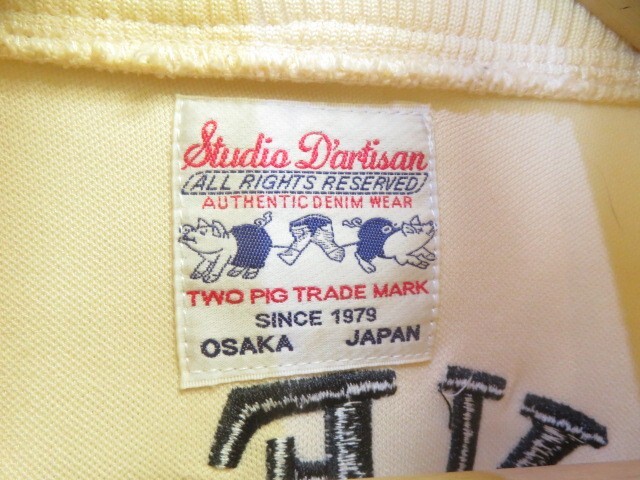 Studio D'artisan
(ALL RIGHTS RESERVED)
AUTHENTIC DENIM WEAR
TWO PIG TRADE MARK
SINCE 1979
OSAKA JAPAN